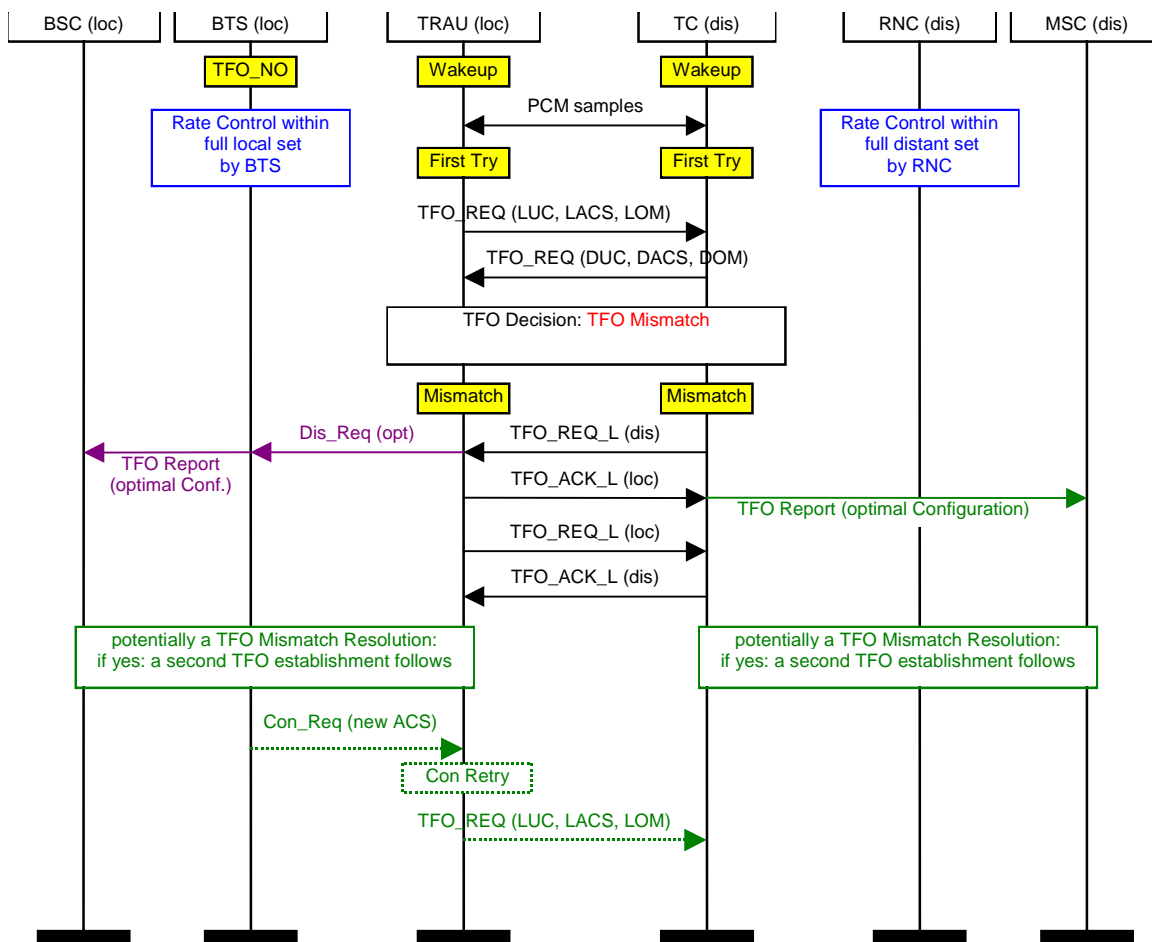 BSC (loc)
BTS (loc)
TRAU (loc)
TC (dis)
RNC (dis)
MSC (dis)
TFO_NO
Wakeup
Wakeup
PCM samples
Rate Control within
full local set
by BTS
Rate Control within
full distant set
by RNC
First Try
First Try
TFO_REQ (LUC, LACS, LOM)
TFO_REQ (DUC, DACS, DOM)
TFO Decision: TFO Mismatch
Mismatch
Mismatch
Dis_Req (opt)
TFO_REQ_L (dis)
TFO Report
(optimal Conf.)
TFO_ACK_L (loc)
TFO Report (optimal Configuration)
TFO_REQ_L (loc)
TFO_ACK_L (dis)
potentially a TFO Mismatch Resolution:
if yes: a second TFO establishment follows
potentially a TFO Mismatch Resolution:
if yes: a second TFO establishment follows
Con_Req (new ACS)
Con Retry
TFO_REQ (LUC, LACS, LOM)